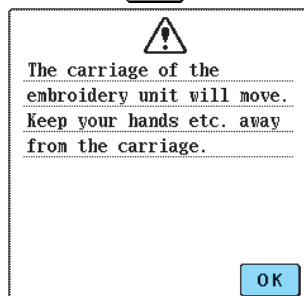 The carriage of the
embroidery unit will move.
Keep your hands etc. away
from the carriage.
OK